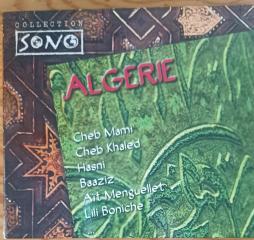 COLLECTION
SONO
ALGERIE
Cheb Mami
Cheb Khaled
Hasni
Baaziz
Aït Menguellet
Lili Boniche